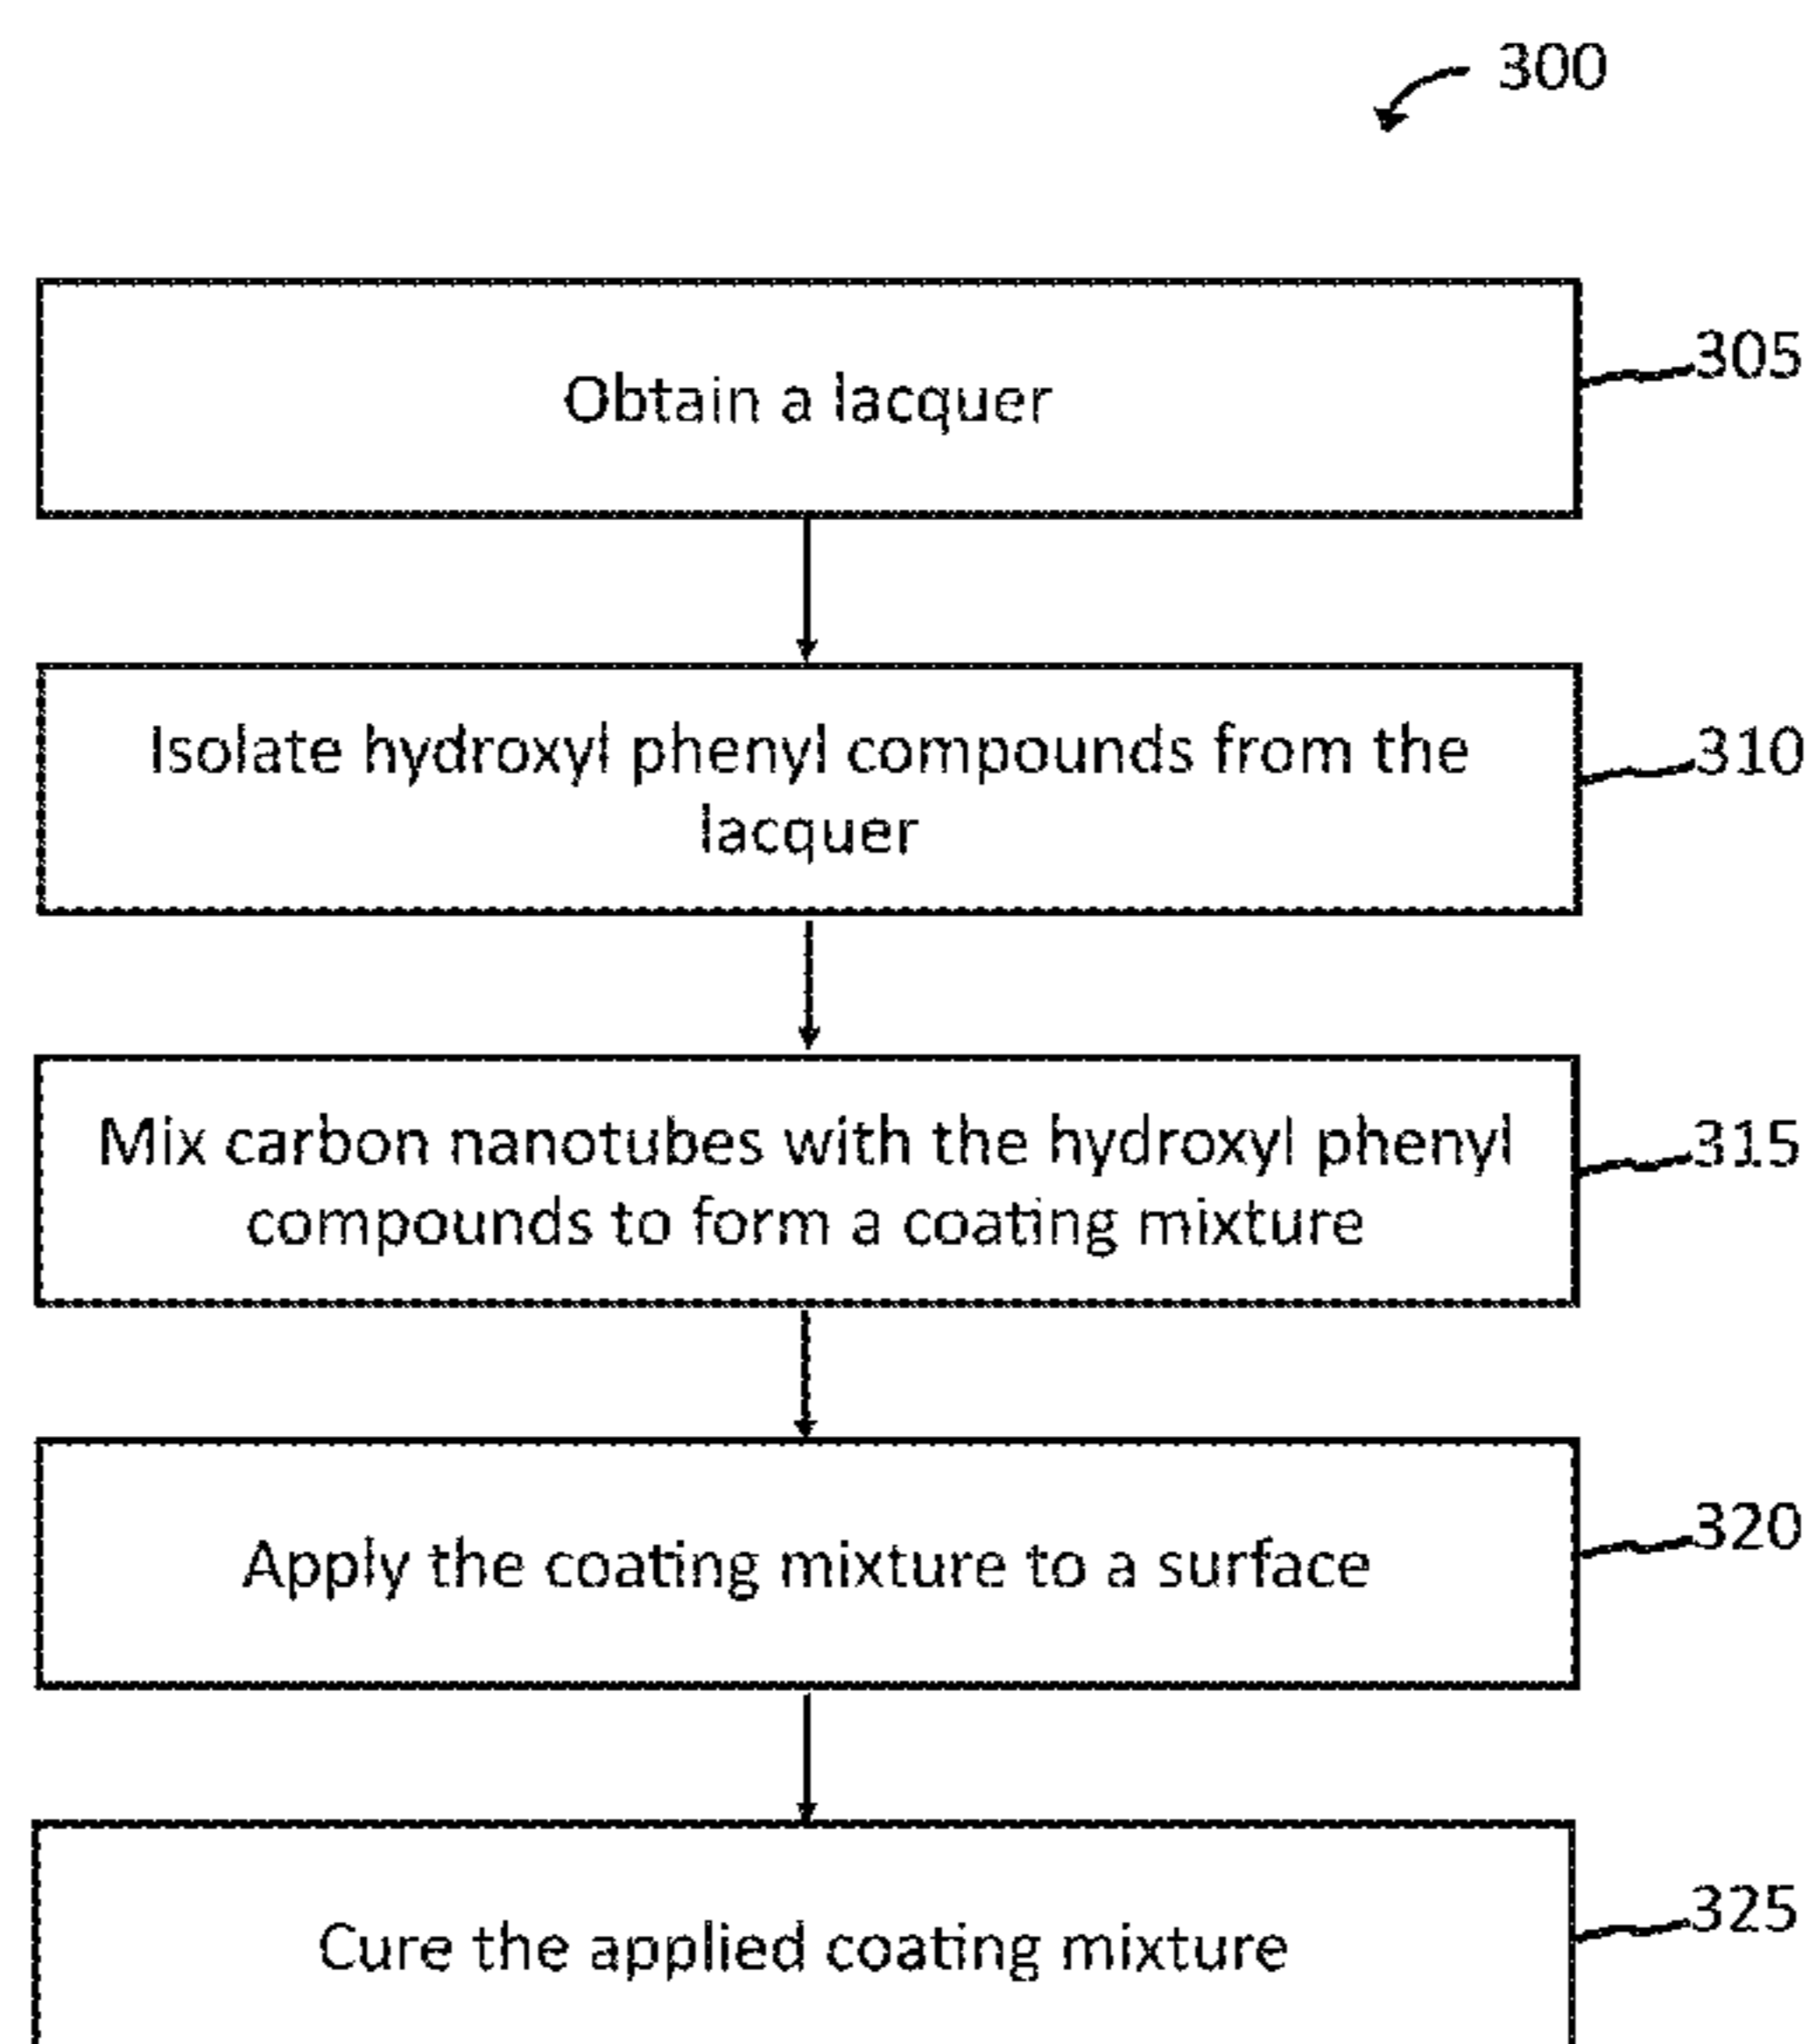 300
Obtain a lacquer
305
Isolate hydroxyl phenyl compounds from the
lacquer
310
Mix carbon nanotubes with the hydroxyl phenyl
compounds to form a coating mixture
315
Apply the coating mixture to a surface
320
Cure the applied coating mixture
325